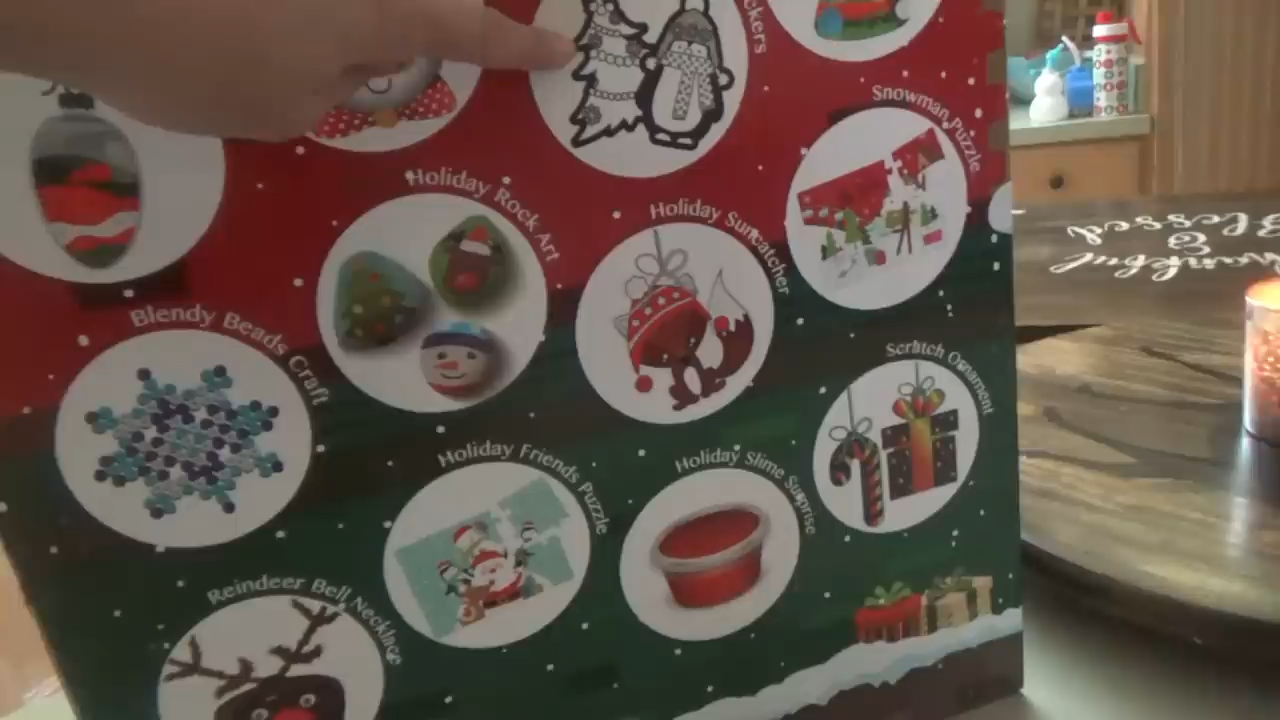 ckers
Snowman Puzzle
Holiday Rock Art
Holiday Suncatcher
Blendy Beads Craft
Scratch Ornament
Holiday Friends Puzzle
Holiday Slime Surprise
Reindeer Bell Necklace
Thankful
&
Blessed